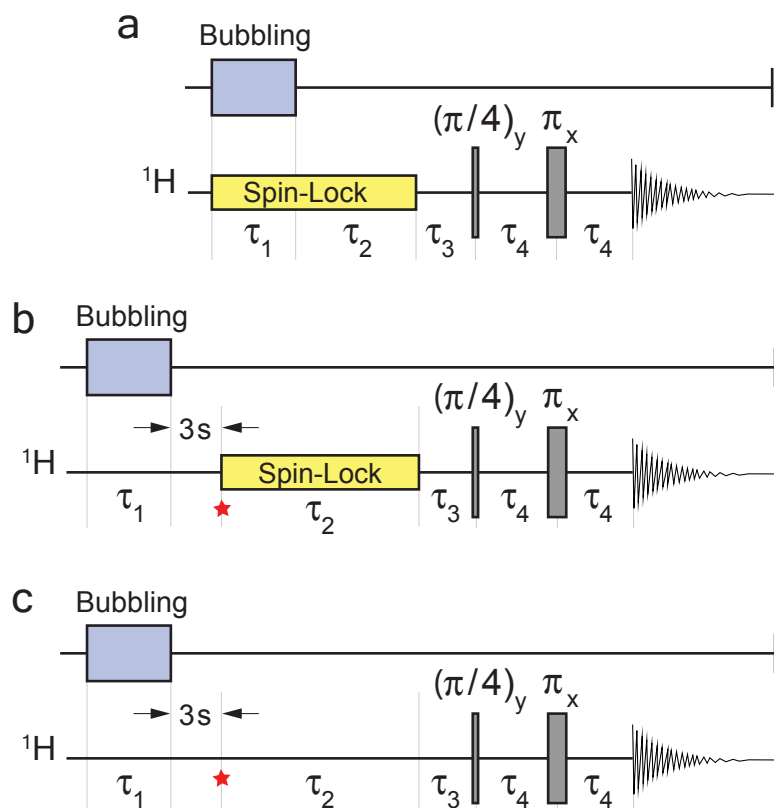 a
Bubbling
(π/4)y πx
¹H Spin-Lock
τ1 τ2 τ3 τ4 τ4
b
Bubbling
3s (π/4)y πx
¹H Spin-Lock
τ1 τ2 τ3 τ4 τ4
c
Bubbling
3s (π/4)y πx
¹H
τ1 τ2 τ3 τ4 τ4